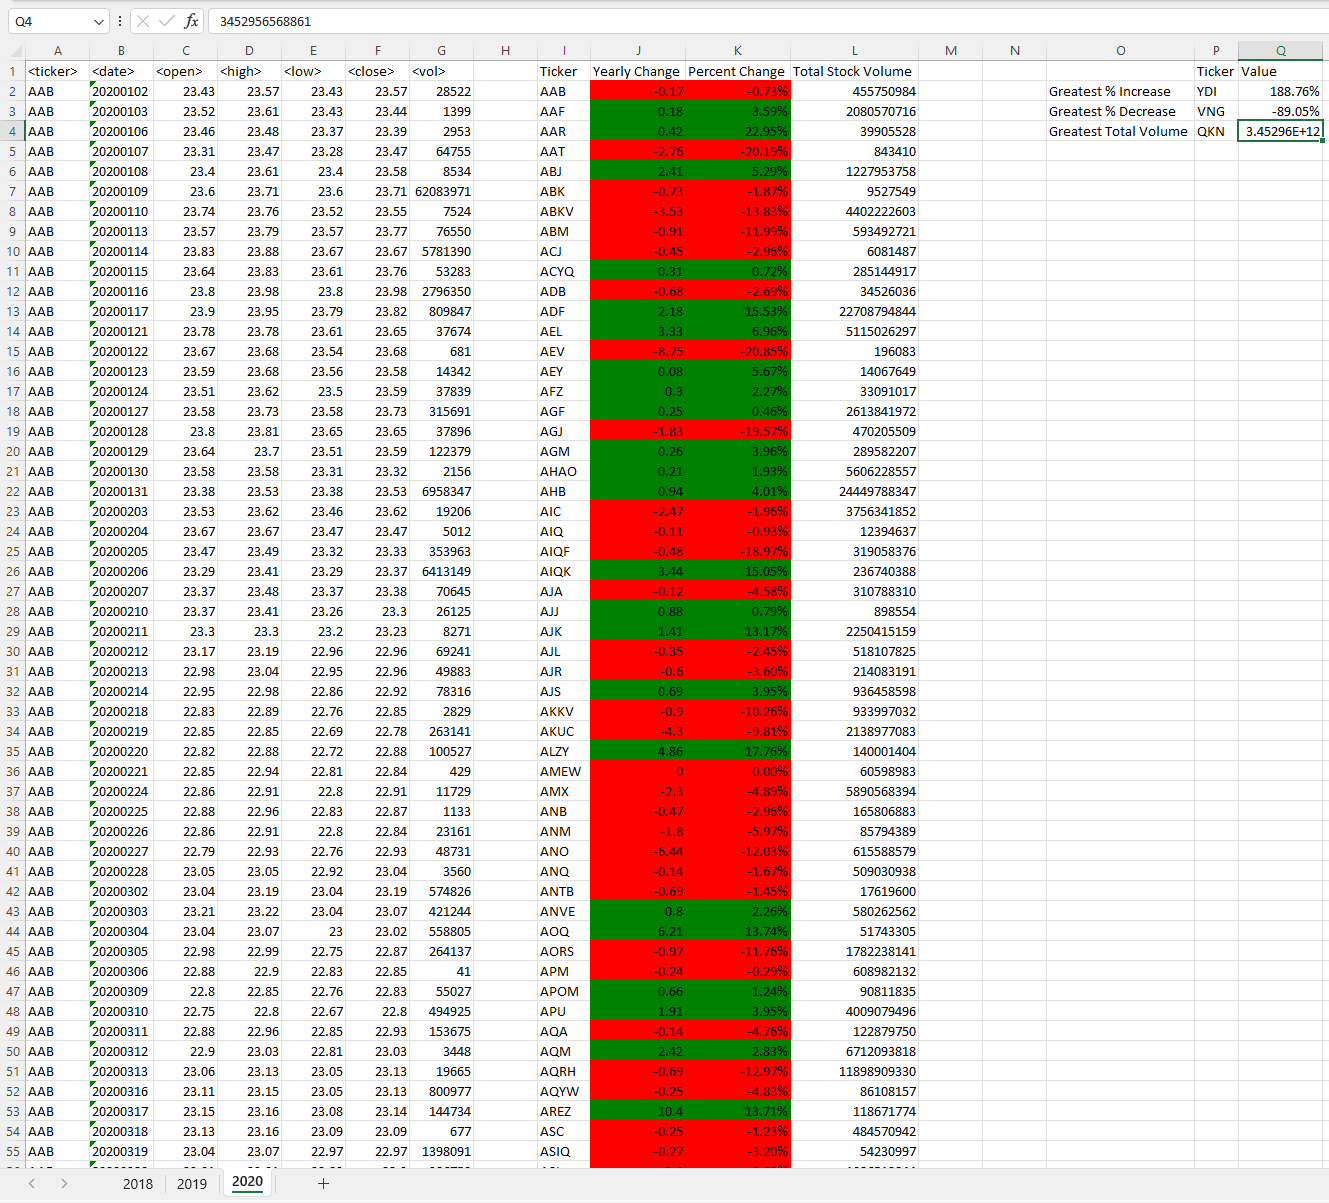 Q4 fx 3452956568861
A B C D E F G H I J K L M N O P Q
1 <ticker> <date> <open> <high> <low> <close> <vol> Ticker Yearly Change Percent Change Total Stock Volume Ticker Value
2 AAB 20200102 23.43 23.57 23.43 23.57 28522 AAB -0.17 -0.73% 455750984 Greatest % Increase YDI 188.76%
3 AAB 20200103 23.52 23.61 23.43 23.44 1399 AAF 0.18 3.59% 2080570716 Greatest % Decrease VNG -89.05%
4 AAB 20200106 23.46 23.48 23.37 23.39 2953 AAR 0.42 22.95% 39905528 Greatest Total Volume QKN 3.45296E+12
5 AAB 20200107 23.31 23.47 23.28 23.47 64755 AAT -2.76 -20.19% 843410
6 AAB 20200108 23.4 23.61 23.4 23.58 8534 ABJ 2.41 5.29% 1227953758
7 AAB 20200109 23.6 23.71 23.6 23.71 62083971 ABK -0.73 -1.87% 9527549
8 AAB 20200110 23.74 23.76 23.52 23.55 7524 ABKV -3.53 -13.83% 4402222603
9 AAB 20200113 23.57 23.79 23.57 23.77 76550 ABM -0.91 -11.99% 593492721
10 AAB 20200114 23.83 23.88 23.67 23.67 5781390 ACJ -0.45 -2.96% 6081487
11 AAB 20200115 23.64 23.83 23.61 23.76 53283 ACYQ 0.31 0.72% 285144917
12 AAB 20200116 23.8 23.98 23.8 23.98 2796350 ADB -0.68 -2.69% 34526036
13 AAB 20200117 23.9 23.95 23.79 23.82 809847 ADF 2.18 15.53% 22708794844
14 AAB 20200121 23.78 23.78 23.61 23.65 37674 AEL 3.33 6.96% 5115026297
15 AAB 20200122 23.67 23.68 23.54 23.68 681 AEV -8.75 -20.85% 196083
16 AAB 20200123 23.59 23.68 23.56 23.58 14342 AEY 0.08 5.67% 14067649
17 AAB 20200124 23.51 23.62 23.5 23.59 37839 AFZ 0.3 2.27% 33091017
18 AAB 20200127 23.58 23.73 23.58 23.73 315691 AGF 0.25 0.46% 2613841972
19 AAB 20200128 23.8 23.81 23.65 23.65 37896 AGJ -1.83 -19.57% 470205509
20 AAB 20200129 23.64 23.7 23.51 23.59 122379 AGM 0.26 3.96% 289582207
21 AAB 20200130 23.58 23.58 23.31 23.32 2156 AHAO 0.21 1.93% 5606228557
22 AAB 20200131 23.38 23.53 23.38 23.53 6958347 AHB 0.94 4.01% 24449788347
23 AAB 20200203 23.53 23.62 23.46 23.62 19206 AIC -2.47 -1.96% 3756341852
24 AAB 20200204 23.67 23.67 23.47 23.47 5012 AIQ -0.11 -0.93% 12394637
25 AAB 20200205 23.47 23.49 23.32 23.33 353963 AIQF -0.48 -18.97% 319058376
26 AAB 20200206 23.29 23.41 23.29 23.37 6413149 AIQK 3.44 15.05% 236740388
27 AAB 20200207 23.37 23.48 23.37 23.38 70645 AJA -0.12 -4.58% 310788310
28 AAB 20200210 23.37 23.41 23.26 23.3 26125 AJJ 0.88 0.79% 898554
29 AAB 20200211 23.3 23.3 23.2 23.23 8271 AJK 1.41 13.17% 2250415159
30 AAB 20200212 23.17 23.19 22.96 22.96 69241 AJL -0.35 -2.45% 518107825
31 AAB 20200213 22.98 23.04 22.95 22.96 49883 AJR -0.6 -3.60% 214083191
32 AAB 20200214 22.95 22.98 22.86 22.92 78316 AJS 0.69 3.95% 936458598
33 AAB 20200218 22.83 22.89 22.76 22.85 2829 AKKV -0.9 -10.26% 933997032
34 AAB 20200219 22.85 22.85 22.69 22.78 263141 AKUC -4.3 -9.81% 2138977083
35 AAB 20200220 22.82 22.88 22.72 22.88 100527 ALZY 4.86 17.76% 140001404
36 AAB 20200221 22.85 22.94 22.81 22.84 429 AMEW 0 0.00% 60598983
37 AAB 20200224 22.86 22.91 22.8 22.91 11729 AMX -2.3 -4.89% 5890568394
38 AAB 20200225 22.88 22.96 22.83 22.87 1133 ANB -0.47 -2.96% 165806883
39 AAB 20200226 22.86 22.91 22.8 22.84 23161 ANM -1.8 -5.97% 85794389
40 AAB 20200227 22.79 22.93 22.76 22.93 48731 ANO -6.44 -12.03% 615588579
41 AAB 20200228 23.05 23.05 22.92 23.04 3560 ANQ -0.14 -1.67% 509030938
42 AAB 20200302 23.04 23.19 23.04 23.19 574826 ANTB -0.69 -1.45% 17619600
43 AAB 20200303 23.21 23.22 23.04 23.07 421244 ANVE 0.8 2.26% 580262562
44 AAB 20200304 23.04 23.07 23 23.02 558805 AOQ 6.21 13.74% 51743305
45 AAB 20200305 22.98 22.99 22.75 22.87 264137 AORS -0.97 -11.76% 1782238141
46 AAB 20200306 22.88 22.9 22.83 22.85 41 APM -0.24 -0.29% 608982132
47 AAB 20200309 22.8 22.85 22.76 22.83 55027 APOM 0.66 1.24% 90811835
48 AAB 20200310 22.75 22.8 22.67 22.8 494925 APU 1.91 3.95% 4009079496
49 AAB 20200311 22.88 22.96 22.85 22.93 153675 AQA -0.14 -4.76% 122879750
50 AAB 20200312 22.9 23.03 22.81 23.03 3448 AQM 2.42 2.83% 6712093818
51 AAB 20200313 23.06 23.13 23.05 23.13 19665 AQRH -0.69 -12.97% 11898909330
52 AAB 20200316 23.11 23.15 23.05 23.13 800977 AQYW -0.25 -4.83% 86108157
53 AAB 20200317 23.15 23.16 23.08 23.14 144734 AREZ 10.4 13.71% 118671774
54 AAB 20200318 23.13 23.16 23.09 23.09 677 ASC -0.25 -1.23% 484570942
55 AAB 20200319 23.04 23.07 22.97 22.97 1398091 ASIQ -0.27 -3.20% 54230997
2018 2019 2020 +